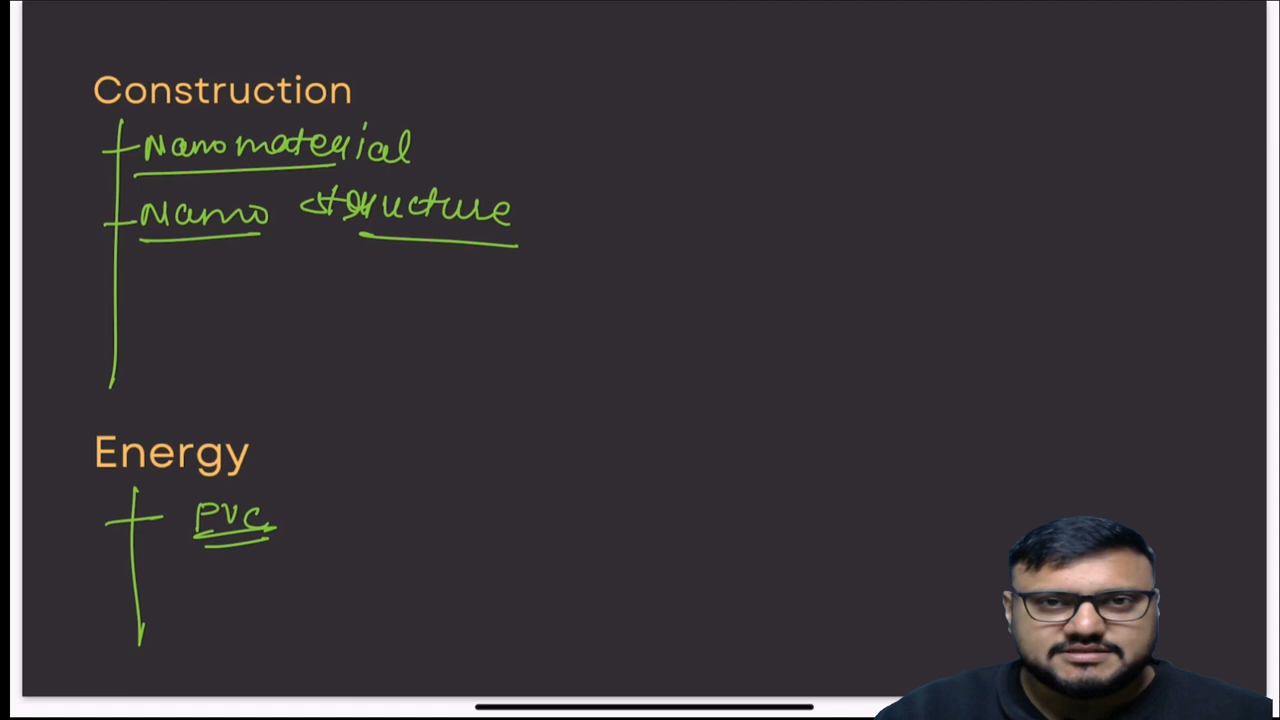 Construction
Nanomaterial
Nano structure
Energy
PVC